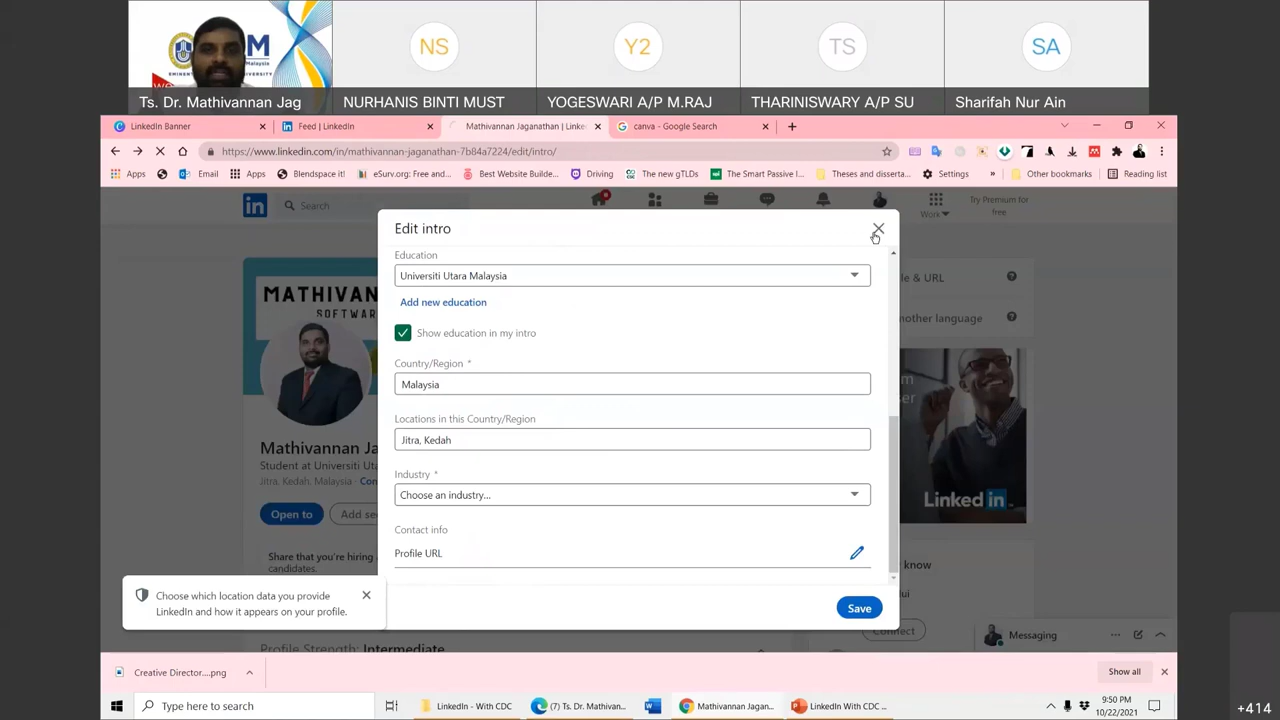 NS
Y2
TS
SA
Ts. Dr. Mathivannan Jag
NURHANIS BINTI MUST
YOGESWARI A/P M.RAJ
THARINISWARY A/P SU
Sharifah Nur Ain
LinkedIn Banner
Feed | LinkedIn
Mathivannan Jaganathan | Linke
canva - Google Search
https://www.linkedin.com/in/mathivannan-jaganathan-7b84a7224/edit/intro/
Apps
Email
Apps
Blendspace it!
eSurv.org: Free and...
Best Website Builde...
Driving
The new gTLDs
The Smart Passive I...
Theses and disserta...
Settings
»
Other bookmarks
Reading list
in
Search
Work
Try Premium for
free
Edit intro
Education
Universiti Utara Malaysia
Add new education
Show education in my intro
Country/Region *
Malaysia
Locations in this Country/Region
Jitra, Kedah
Industry *
Choose an industry...
Contact info
Profile URL
Save
MATHIVANN
SOFTWAR
Mathivannan Ja
Student at Universiti Uta
Jitra, Kedah, Malaysia · Con
Open to
Add se
Share that you're hiring
candidates.
Profile Strength: Intermediate
le & URL
nother language
Linked in
know
Connect
Messaging
Choose which location data you provide
LinkedIn and how it appears on your profile.
Creative Director....png
Show all
Type here to search
LinkedIn - With CDC
(7) Ts. Dr. Mathivan...
Mathivannan Jagan...
LinkedIn With CDC ...
9:50 PM
10/22/2021
+414